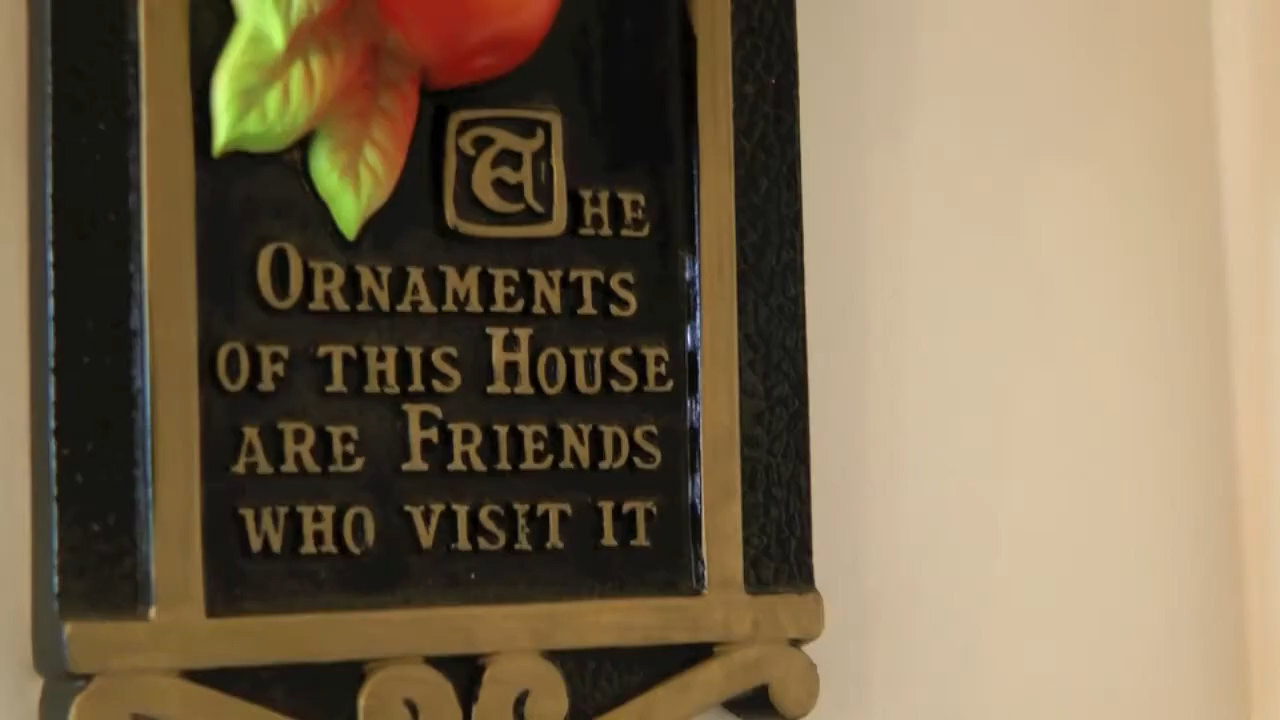 THE
ORNAMENTS
OF THIS HOUSE
ARE FRIENDS
WHO VISIT IT